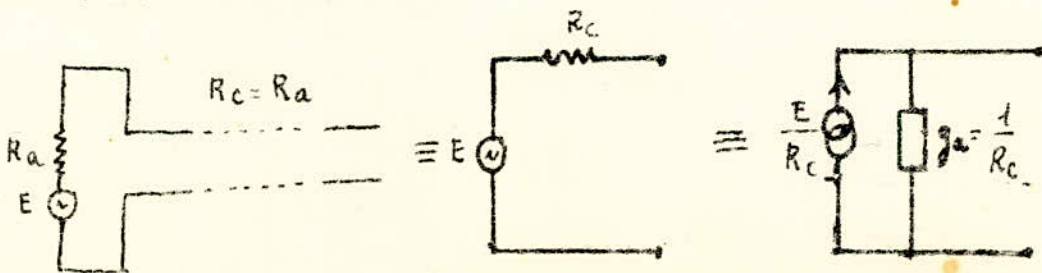 Rc = Ra
Ra
E
≡
E
Rc
≡
E/Rc
ga = 1/Rc